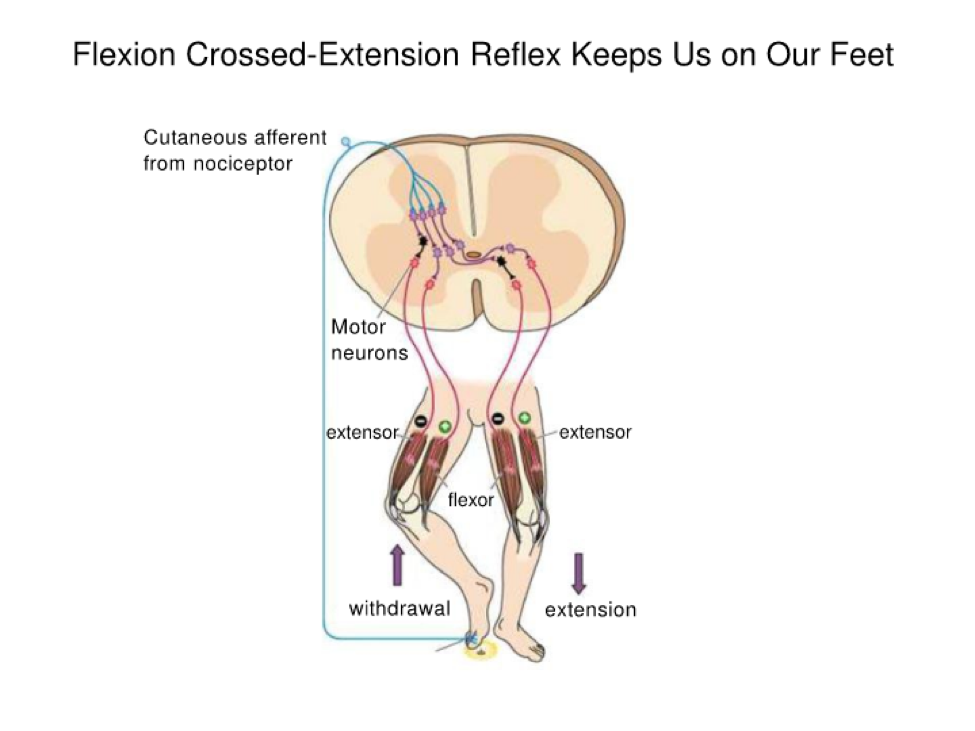 Flexion Crossed-Extension Reflex Keeps Us on Our Feet
Cutaneous afferent
from nociceptor
Motor
neurons
extensor
extensor
flexor
withdrawal
extension